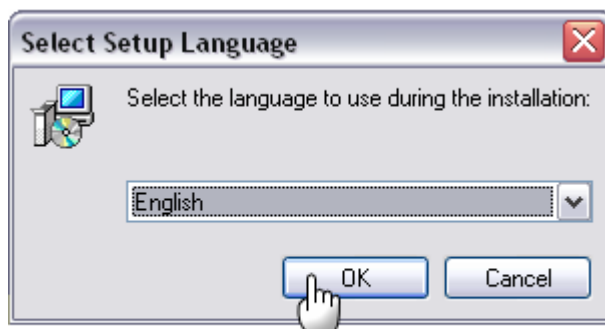 Select Setup Language
Select the language to use during the installation:
English
OK
Cancel